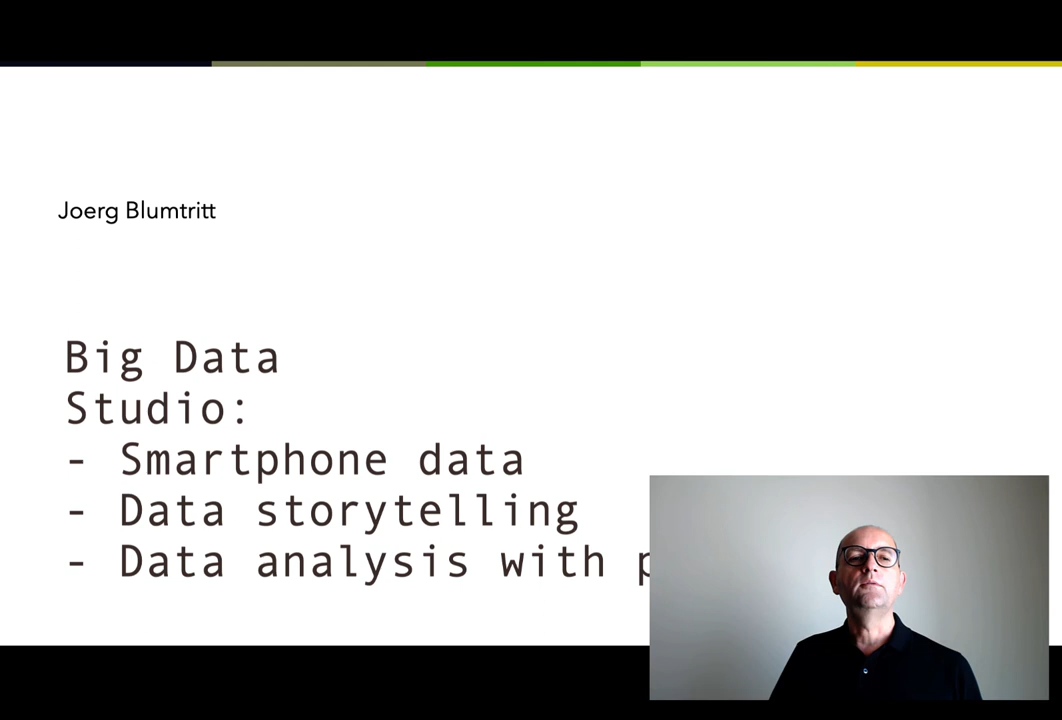 Joerg Blumtritt
Big Data
Studio:
- Smartphone data
- Data storytelling
- Data analysis with